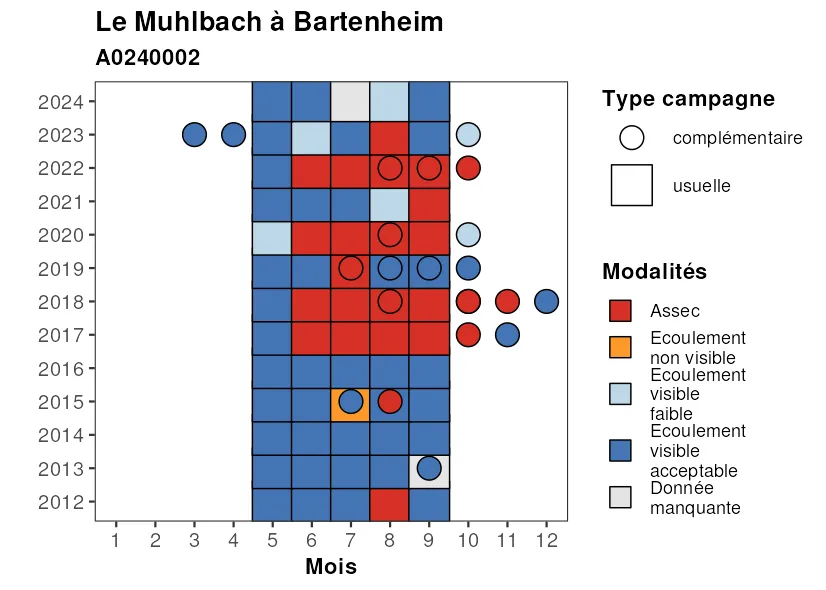 Le Muhlbach à Bartenheim
A0240002
2024
2023
2022
2021
2020
2019
2018
2017
2016
2015
2014
2013
2012
1 2 3 4 5 6 7 8 9 10 11 12
Mois
Type campagne
complémentaire
usuelle
Modalités
Assec
Ecoulement
non visible
Ecoulement
visible
faible
Ecoulement
visible
acceptable
Donnée
manquante